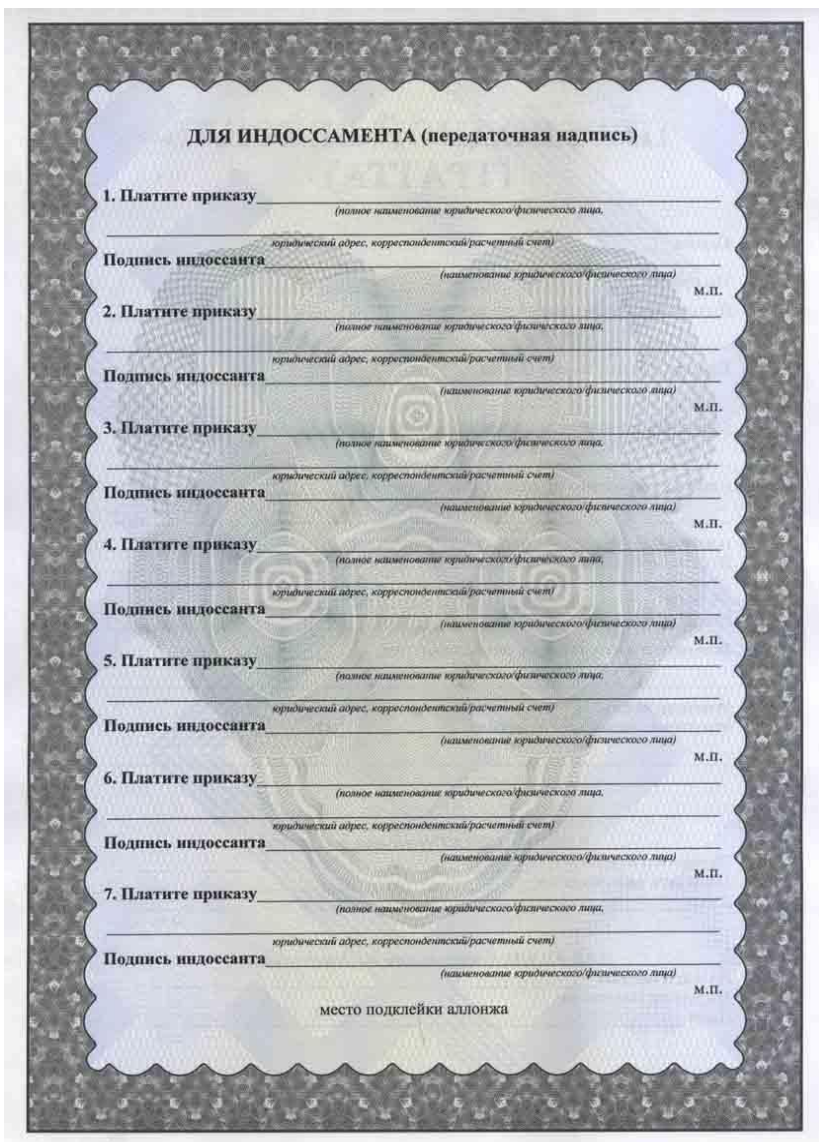 ДЛЯ ИНДОССАМЕНТА (передаточная надпись)
1. Платите приказу
(полное наименование юридического/физического лица,
юридический адрес, корреспондентский/расчетный счет)
Подпись индоссанта
(наименование юридического/физического лица)
м.п.
2. Платите приказу
(полное наименование юридического/физического лица,
юридический адрес, корреспондентский/расчетный счет)
Подпись индоссанта
(наименование юридического/физического лица)
м.п.
3. Платите приказу
(полное наименование юридического/физического лица,
юридический адрес, корреспондентский/расчетный счет)
Подпись индоссанта
(наименование юридического/физического лица)
м.п.
4. Платите приказу
(полное наименование юридического/физического лица,
юридический адрес, корреспондентский/расчетный счет)
Подпись индоссанта
(наименование юридического/физического лица)
м.п.
5. Платите приказу
(полное наименование юридического/физического лица,
юридический адрес, корреспондентский/расчетный счет)
Подпись индоссанта
(наименование юридического/физического лица)
м.п.
6. Платите приказу
(полное наименование юридического/физического лица,
юридический адрес, корреспондентский/расчетный счет)
Подпись индоссанта
(наименование юридического/физического лица)
м.п.
7. Платите приказу
(полное наименование юридического/физического лица,
юридический адрес, корреспондентский/расчетный счет)
Подпись индоссанта
(наименование юридического/физического лица)
м.п.
место подклейки аллонжа